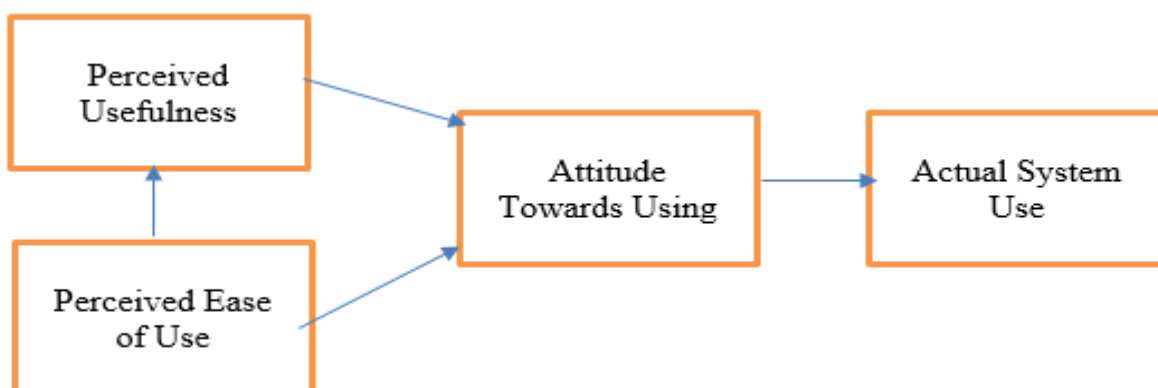 Perceived
Usefulness
Perceived Ease
of Use
Attitude
Towards Using
Actual System
Use